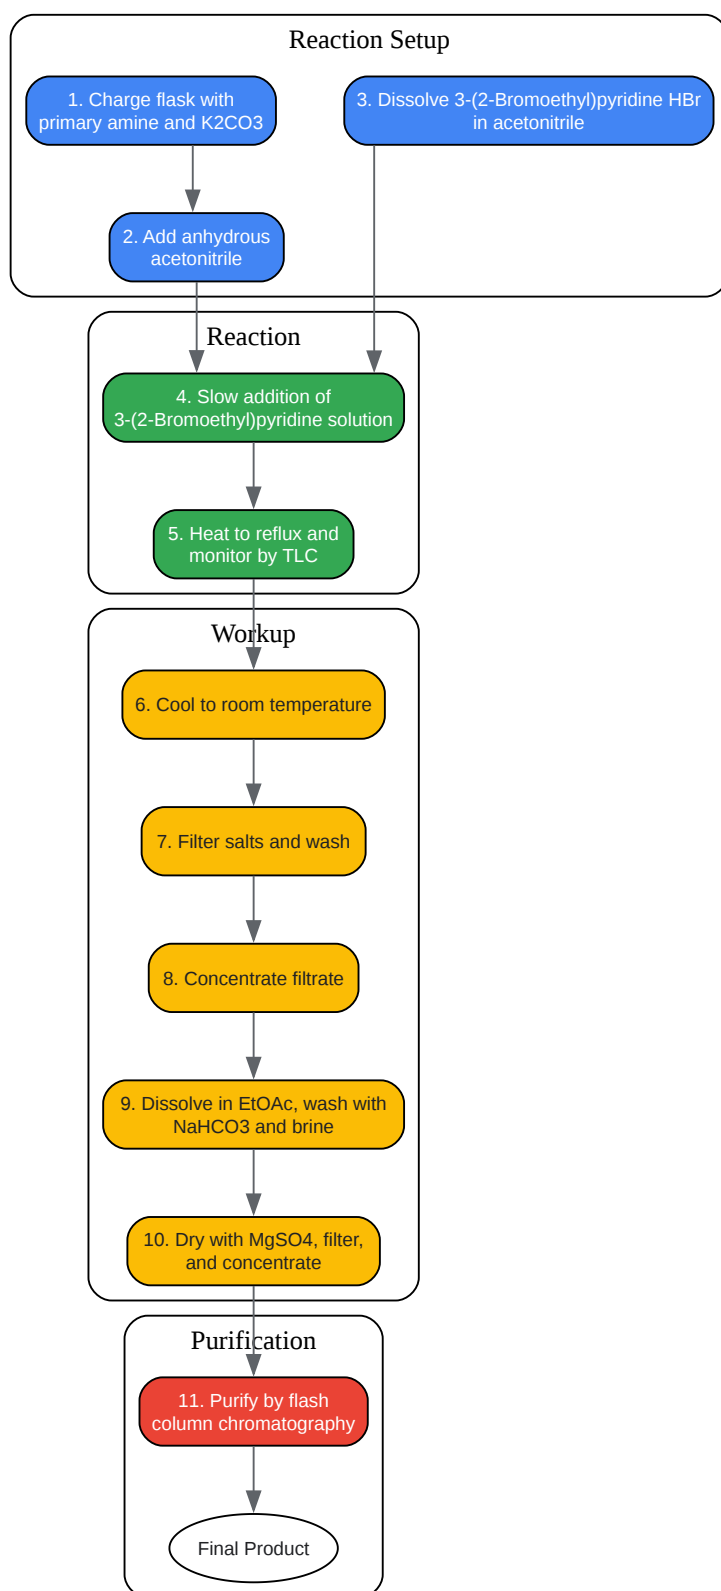 Reaction Setup
1. Charge flask with
primary amine and K2CO3
3. Dissolve 3-(2-Bromoethyl)pyridine HBr
in acetonitrile
2. Add anhydrous
acetonitrile
Reaction
4. Slow addition of
3-(2-Bromoethyl)pyridine solution
5. Heat to reflux and
monitor by TLC
Workup
6. Cool to room temperature
7. Filter salts and wash
8. Concentrate filtrate
9. Dissolve in EtOAc, wash with
NaHCO3 and brine
10. Dry with MgSO4, filter,
and concentrate
Purification
11. Purify by flash
column chromatography
Final Product